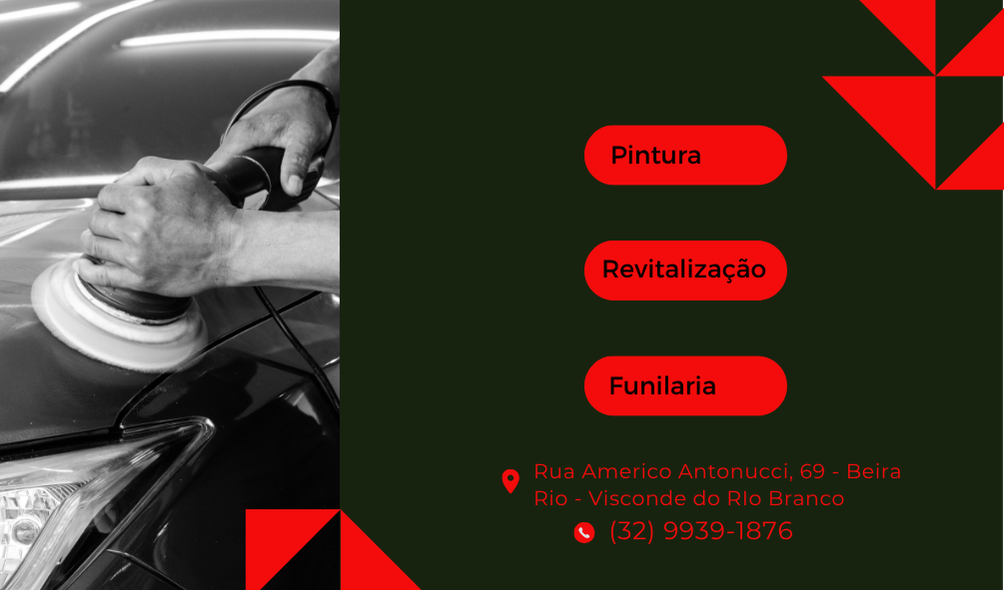 Pintura
Revitalização
Funilaria
Rua Americo Antonucci, 69 - Beira
Rio - Visconde do RIo Branco
(32) 9939-1876